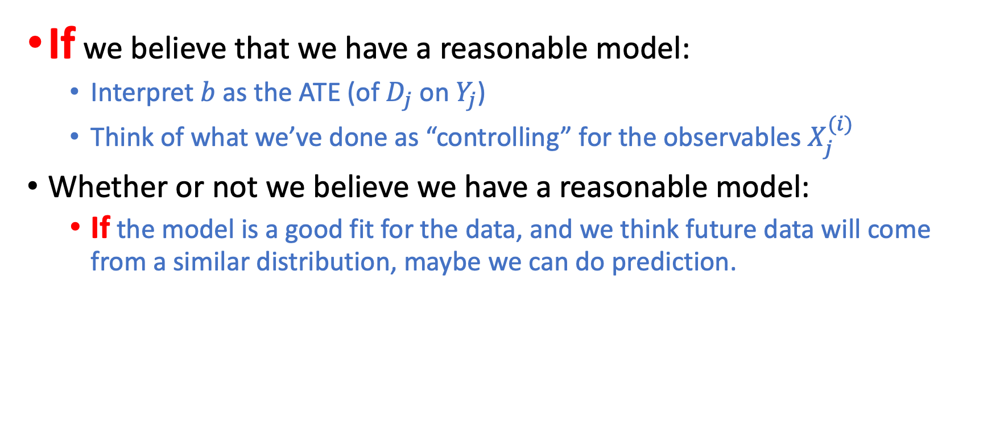 • If we believe that we have a reasonable model:
• Interpret b as the ATE (of D_j on Y_j)
• Think of what we’ve done as “controlling” for the observables X_j^(i)
• Whether or not we believe we have a reasonable model:
• If the model is a good fit for the data, and we think future data will come
from a similar distribution, maybe we can do prediction.